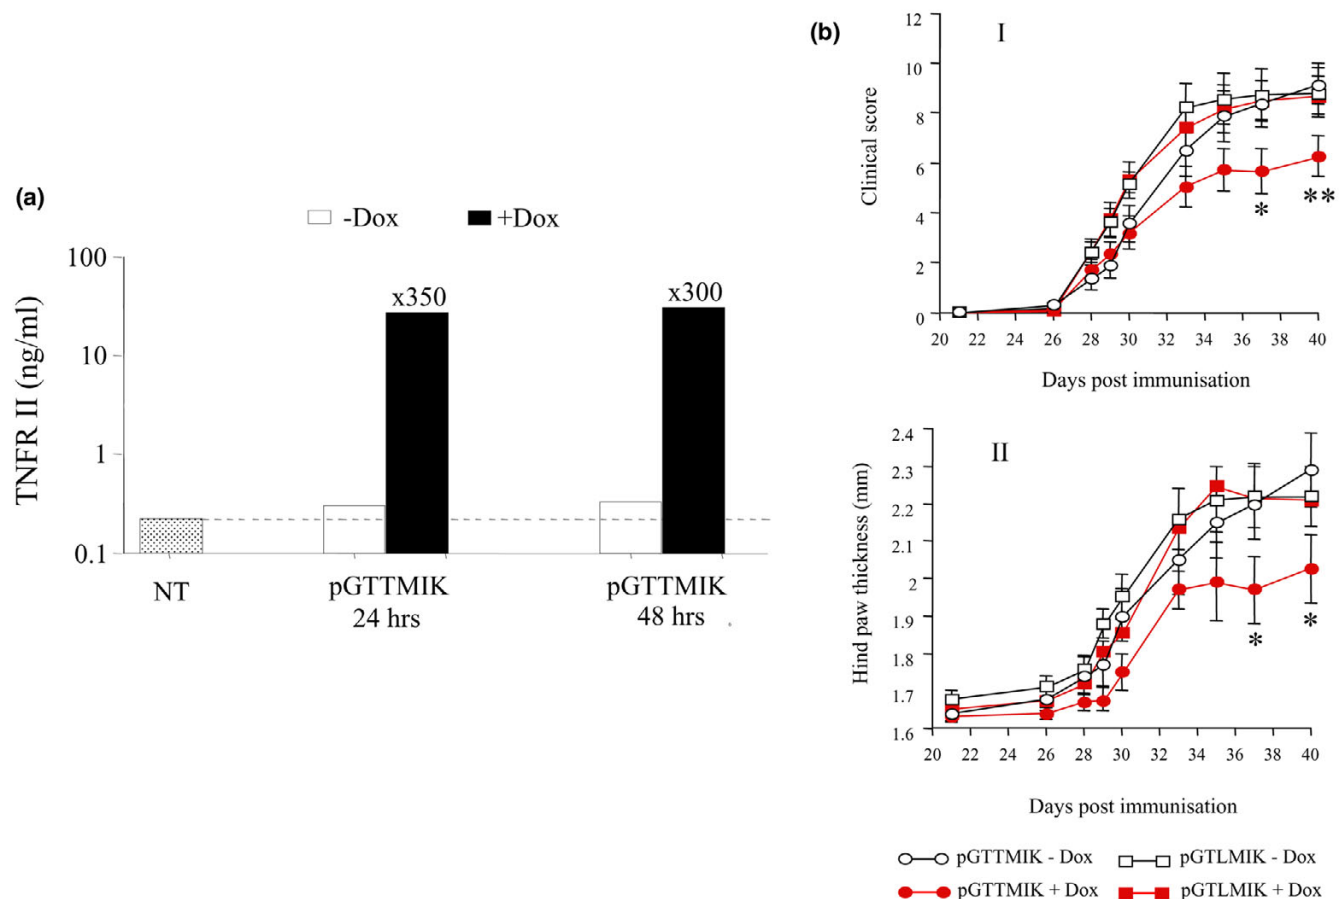 (a)
-Dox +Dox
TNFR II (ng/ml)
100
10
1
0.1
x350
x300
NT
pGTTMIK
24 hrs
pGTTMIK
48 hrs
(b)
I
Clinical score
12
10
8
6
4
2
0
* **
20 22 24 26 28 30 32 34 36 38 40
Days post immunisation
II
Hind paw thickness (mm)
2.4
2.3
2.2
2.1
2
1.9
1.8
1.7
1.6
* *
20 22 24 26 28 30 32 34 36 38 40
Days post immunisation
pGTTMIK - Dox pGTLMIK - Dox
pGTTMIK + Dox pGTLMIK + Dox